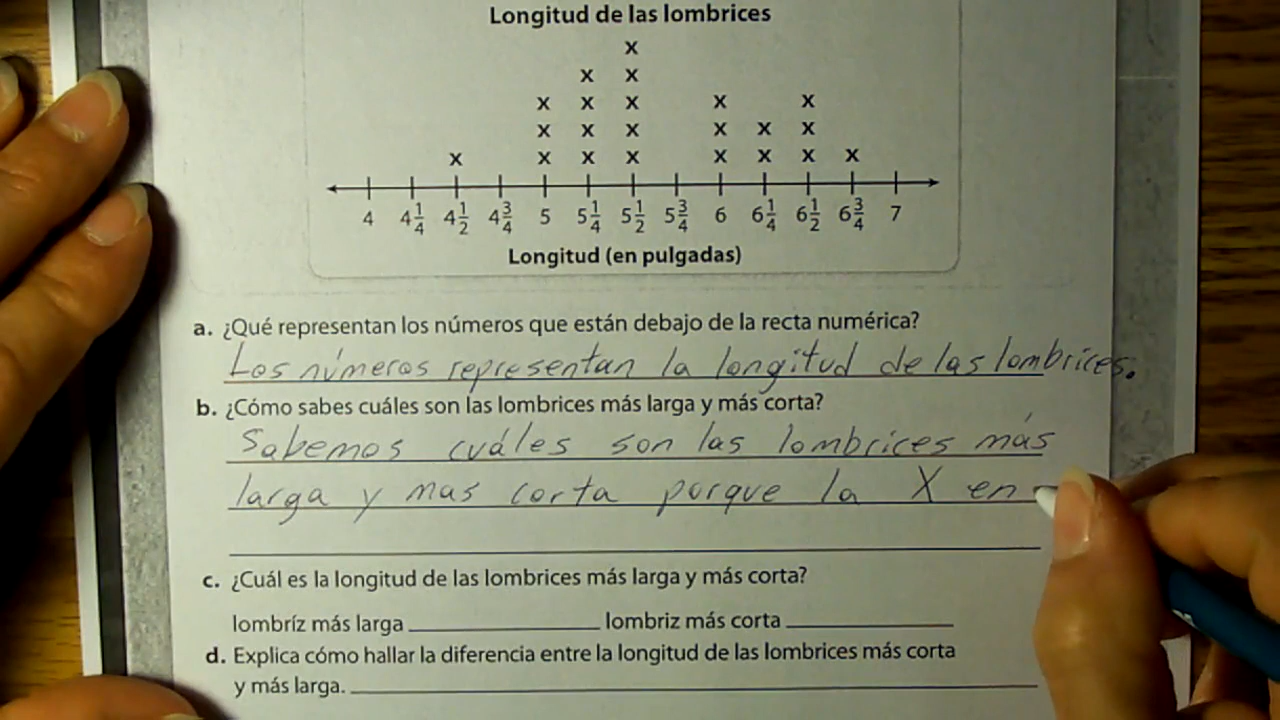 Longitud de las lombrices
x
x x
x x x x x
x x x x x x
x x x x x x x x
4 4 1/4 4 1/2 4 3/4 5 5 1/4 5 1/2 5 3/4 6 6 1/4 6 1/2 6 3/4 7
Longitud (en pulgadas)
a. ¿Qué representan los números que están debajo de la recta numérica?
Los números representan la longitud de las lombrices.
b. ¿Cómo sabes cuáles son las lombrices más larga y más corta?
Sabemos cuáles son las lombrices más
larga y mas corta porque la X en
c. ¿Cuál es la longitud de las lombrices más larga y más corta?
lombríz más larga lombriz más corta
d. Explica cómo hallar la diferencia entre la longitud de las lombrices más corta
y más larga.